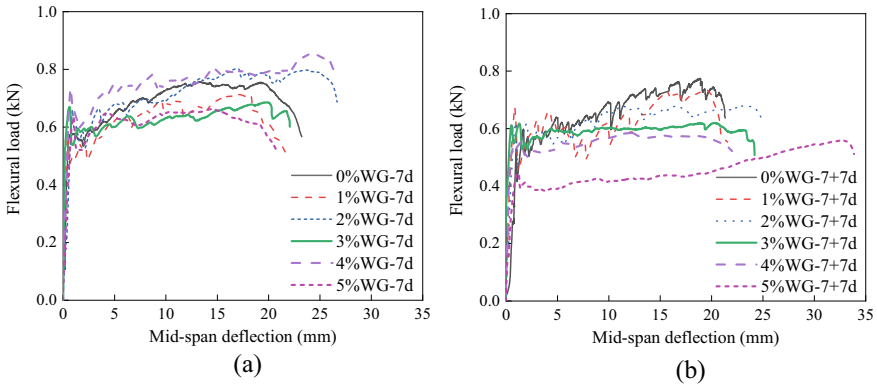 1.0
0.8
0.6
0.4
0.2
0.0
Flexural load (kN)
0%WG-7d
1%WG-7d
2%WG-7d
3%WG-7d
4%WG-7d
5%WG-7d
0 5 10 15 20 25 30 35
Mid-span deflection (mm)
(a)
1.0
0.8
0.6
0.4
0.2
0.0
Flexural load (kN)
0%WG-7+7d
1%WG-7+7d
2%WG-7+7d
3%WG-7+7d
4%WG-7+7d
5%WG-7+7d
0 5 10 15 20 25 30 35
Mid-span deflection (mm)
(b)